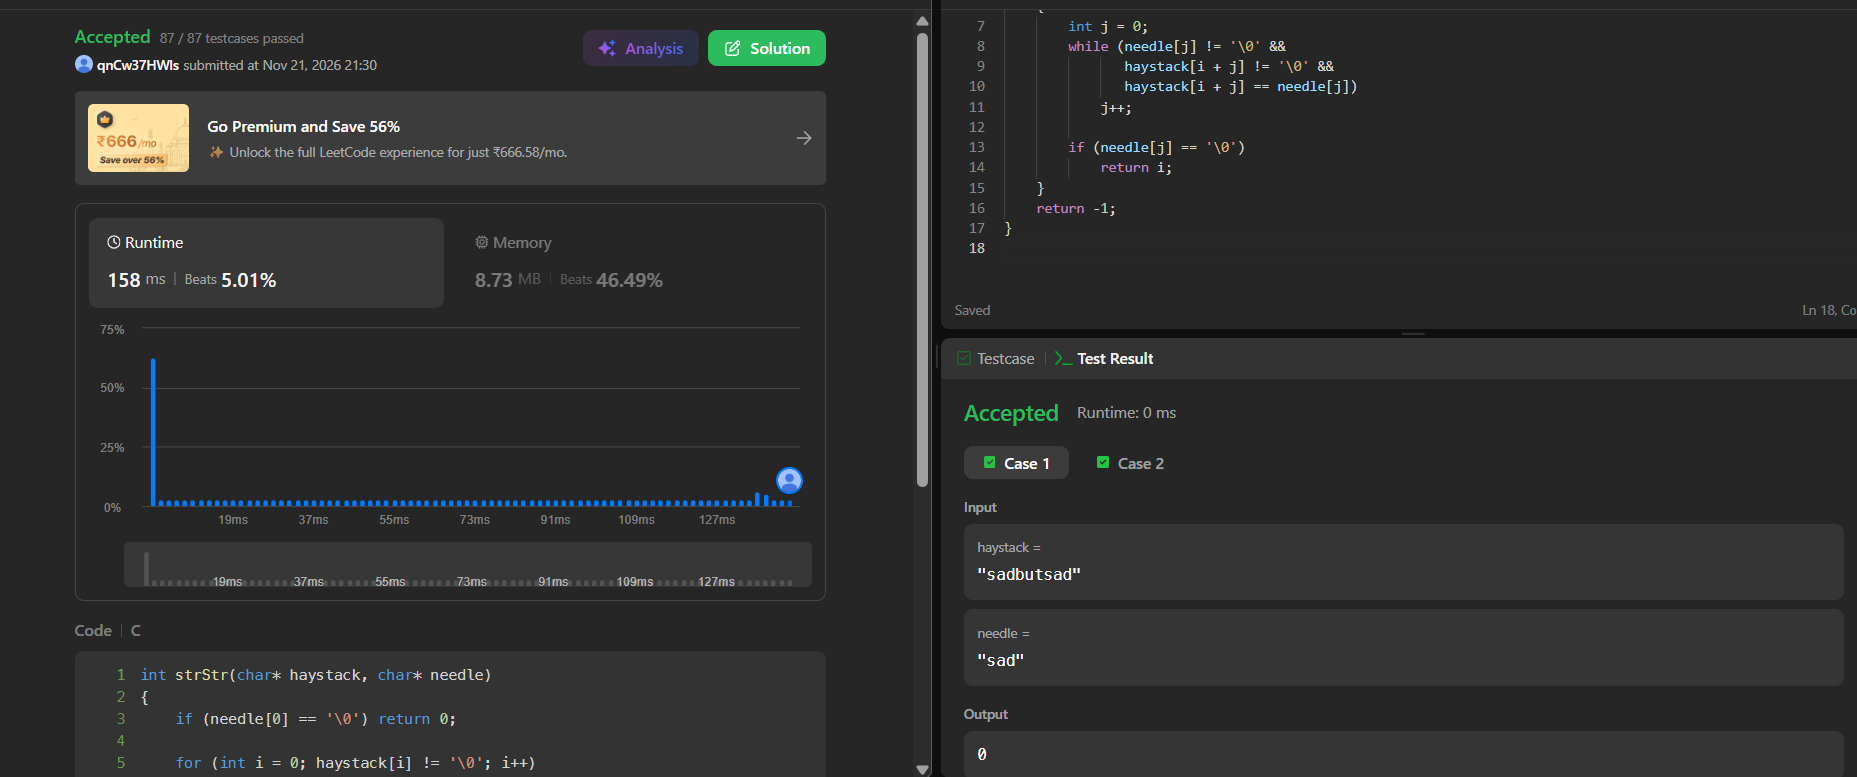 Accepted 87 / 87 testcases passed
qnCw37HWls submitted at Nov 21, 2026 21:30
Analysis
Solution
₹666/mo
Save over 56%
Go Premium and Save 56%
✨ Unlock the full LeetCode experience for just ₹666.58/mo.
Runtime
158 ms | Beats 5.01%
Memory
8.73 MB | Beats 46.49%
75%
50%
25%
0%
19ms 37ms 55ms 73ms 91ms 109ms 127ms
19ms 37ms 55ms 73ms 91ms 109ms 127ms
Code | C
1 int strStr(char* haystack, char* needle)
2 {
3     if (needle[0] == '\0') return 0;
4
5     for (int i = 0; haystack[i] != '\0'; i++)
7         int j = 0;
8         while (needle[j] != '\0' &&
9                haystack[i + j] != '\0' &&
10                haystack[i + j] == needle[j])
11             j++;
12
13         if (needle[j] == '\0')
14             return i;
15     }
16     return -1;
17 }
18
Saved
Ln 18, Co
Testcase | Test Result
Accepted Runtime: 0 ms
Case 1 Case 2
Input
haystack =
"sadbutsad"
needle =
"sad"
Output
0